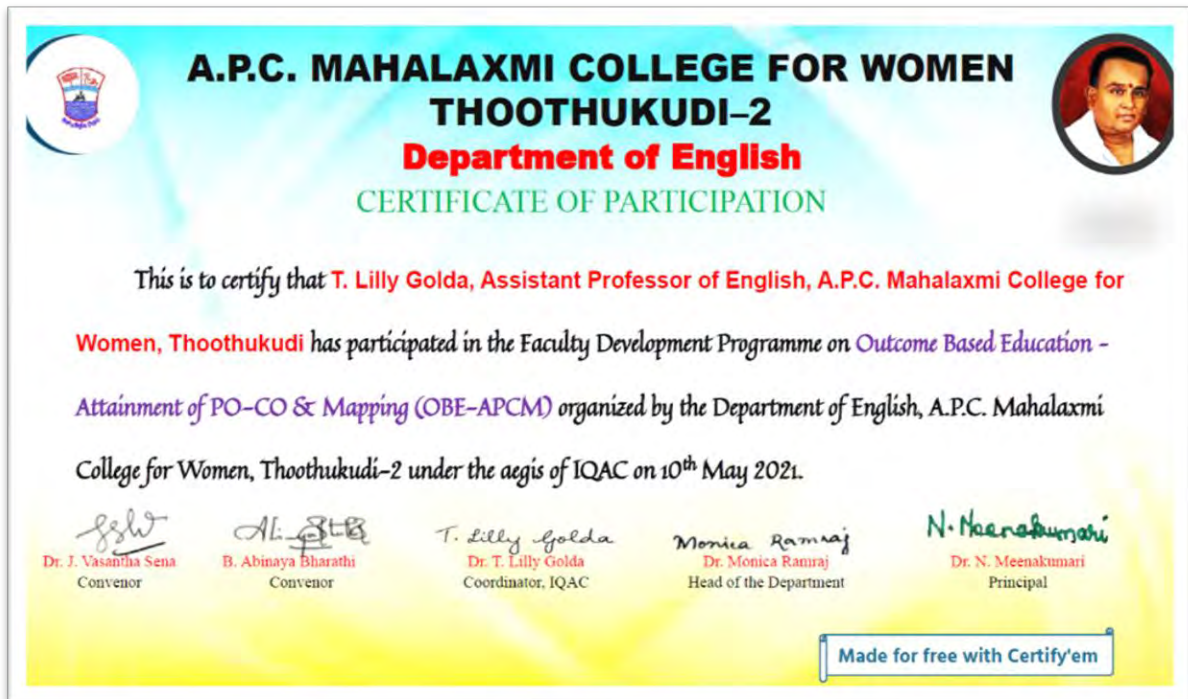 A.P.C. MAHALAXMI COLLEGE FOR WOMEN
THOOTHUKUDI–2
Department of English
CERTIFICATE OF PARTICIPATION
This is to certify that T. Lilly Golda, Assistant Professor of English, A.P.C. Mahalaxmi College for
Women, Thoothukudi has participated in the Faculty Development Programme on Outcome Based Education -
Attainment of PO-CO & Mapping (OBE-APCM) organized by the Department of English, A.P.C. Mahalaxmi
College for Women, Thoothukudi-2 under the aegis of IQAC on 10th May 2021.
T. Lilly Golda
Monica Ramraj
N. Meenakumari
Dr. J. Vasantha Sena
B. Abinaya Bharathi
Dr. T. Lilly Golda
Dr. Monica Ramraj
Dr. N. Meenakumari
Convenor
Convenor
Coordinator, IQAC
Head of the Department
Principal
Made for free with Certify'em